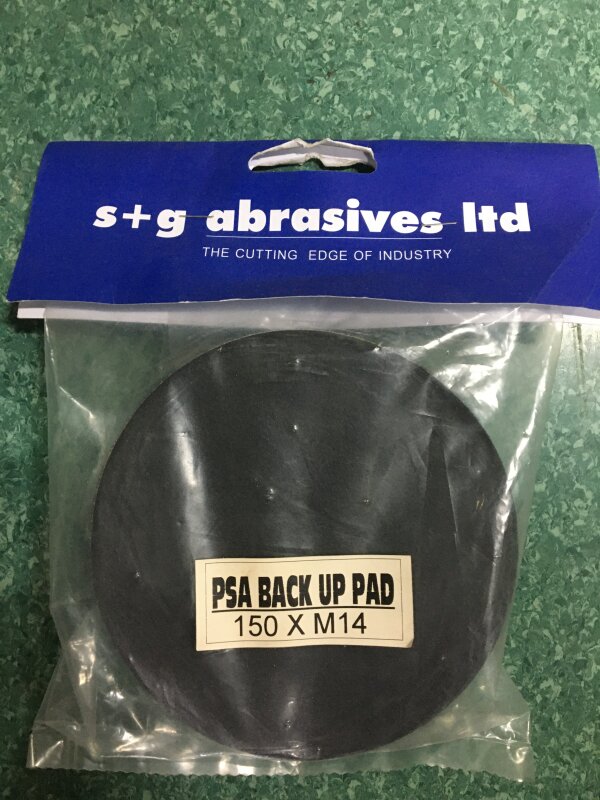 s+g abrasives ltd
THE CUTTING EDGE OF INDUSTRY
PSA BACK UP PAD
150 X M14